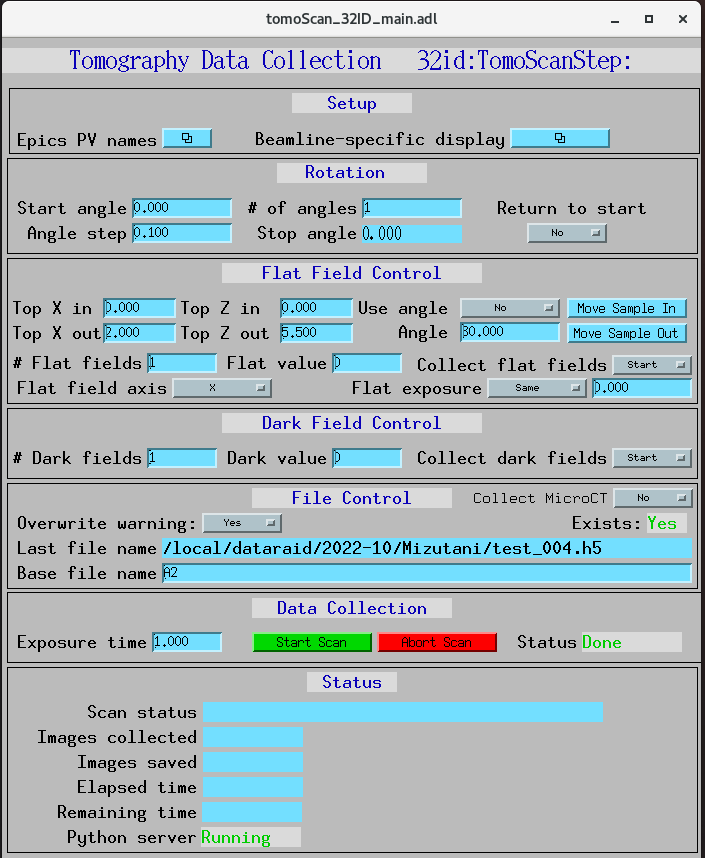 tomoScan_32ID_main.adl
Tomography Data Collection 32id:TomoScanStep:
Setup
Epics PV names Beamline-specific display
Rotation
Start angle 0.000 # of angles 1 Return to start
Angle step 0.100 Stop angle 0.000 No
Flat Field Control
Top X in 0.000 Top Z in 0.000 Use angle No Move Sample In
Top X out 2.000 Top Z out 5.500 Angle 30.000 Move Sample Out
# Flat fields 1 Flat value 0 Collect flat fields Start
Flat field axis X Flat exposure Same 0.000
Dark Field Control
# Dark fields 1 Dark value 0 Collect dark fields Start
File Control Collect MicroCT No
Overwrite warning: Yes Exists: Yes
Last file name /local/dataraid/2022-10/Mizutani/test_004.h5
Base file name A2
Data Collection
Exposure time 1.000 Start Scan Abort Scan Status Done
Status
Scan status
Images collected
Images saved
Elapsed time
Remaining time
Python server Running